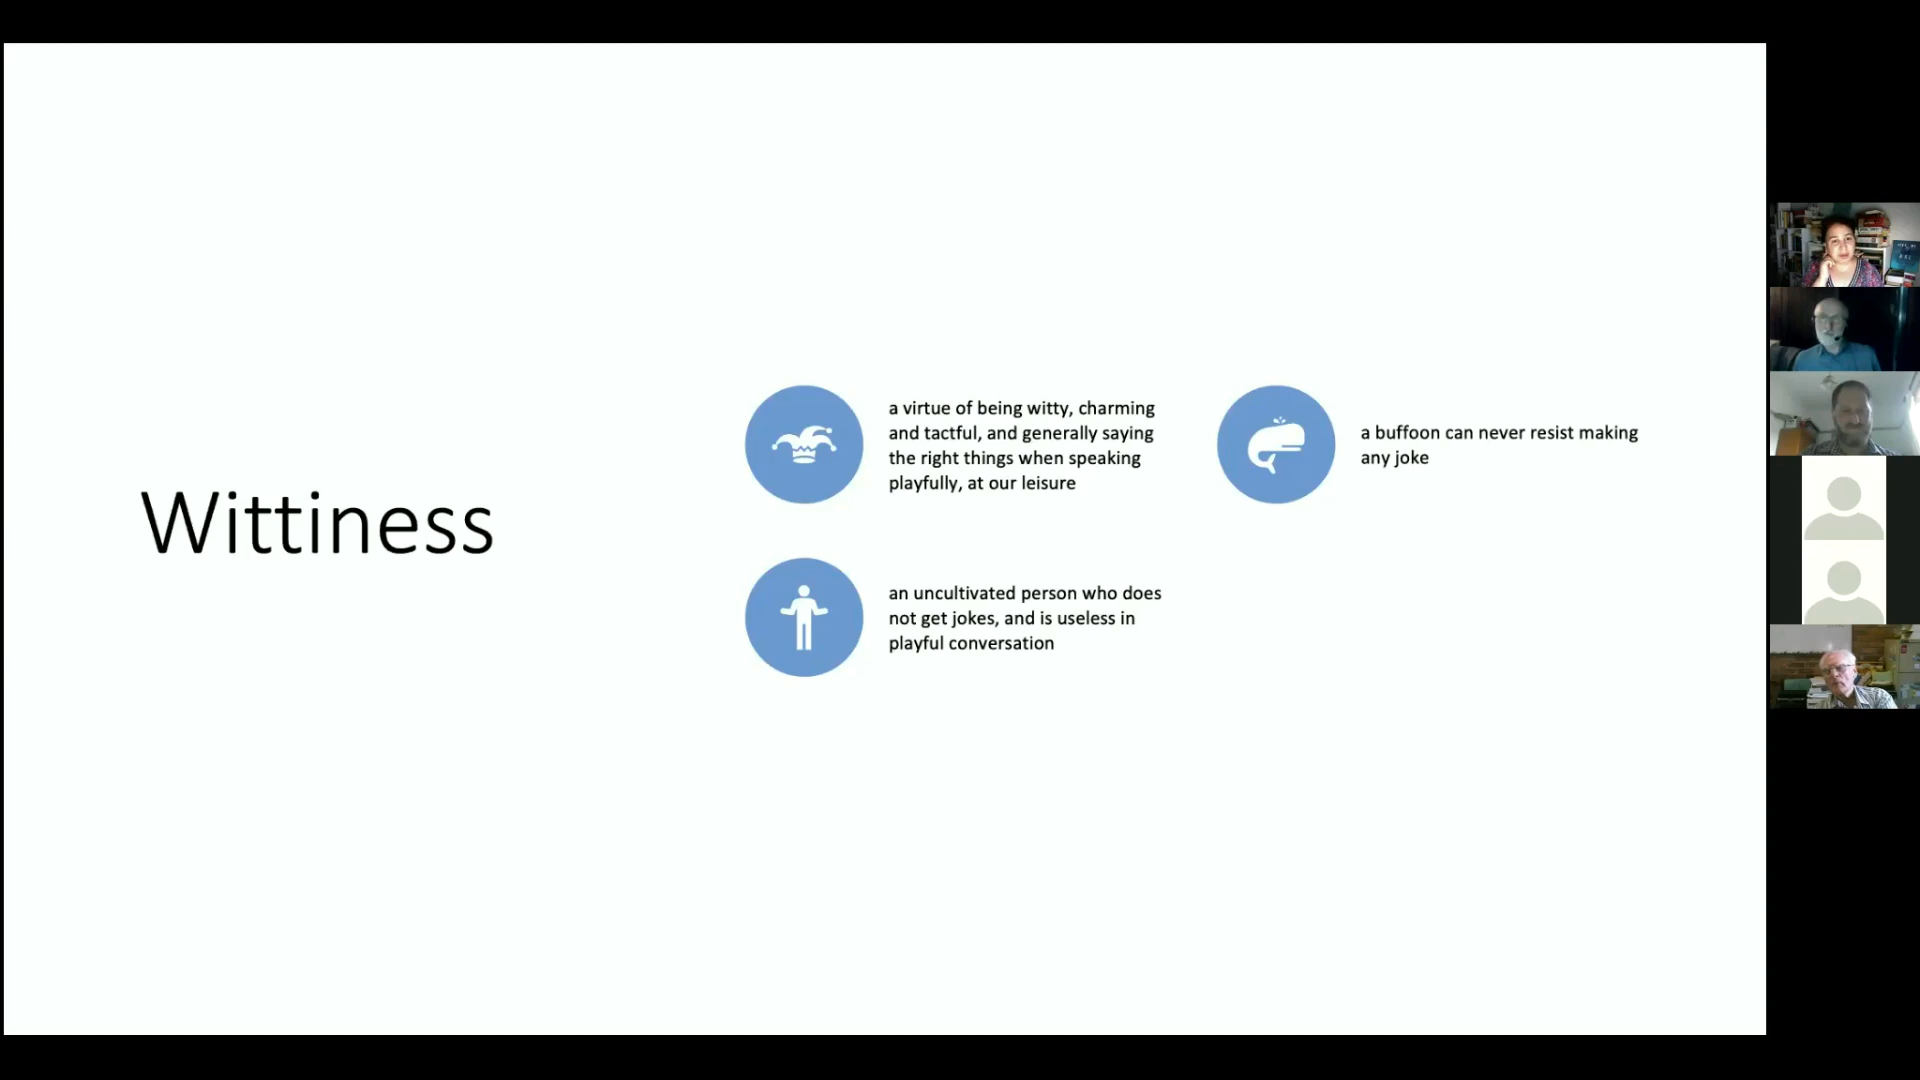 Wittiness
a virtue of being witty, charming
and tactful, and generally saying
the right things when speaking
playfully, at our leisure
a buffoon can never resist making
any joke
an uncultivated person who does
not get jokes, and is useless in
playful conversation